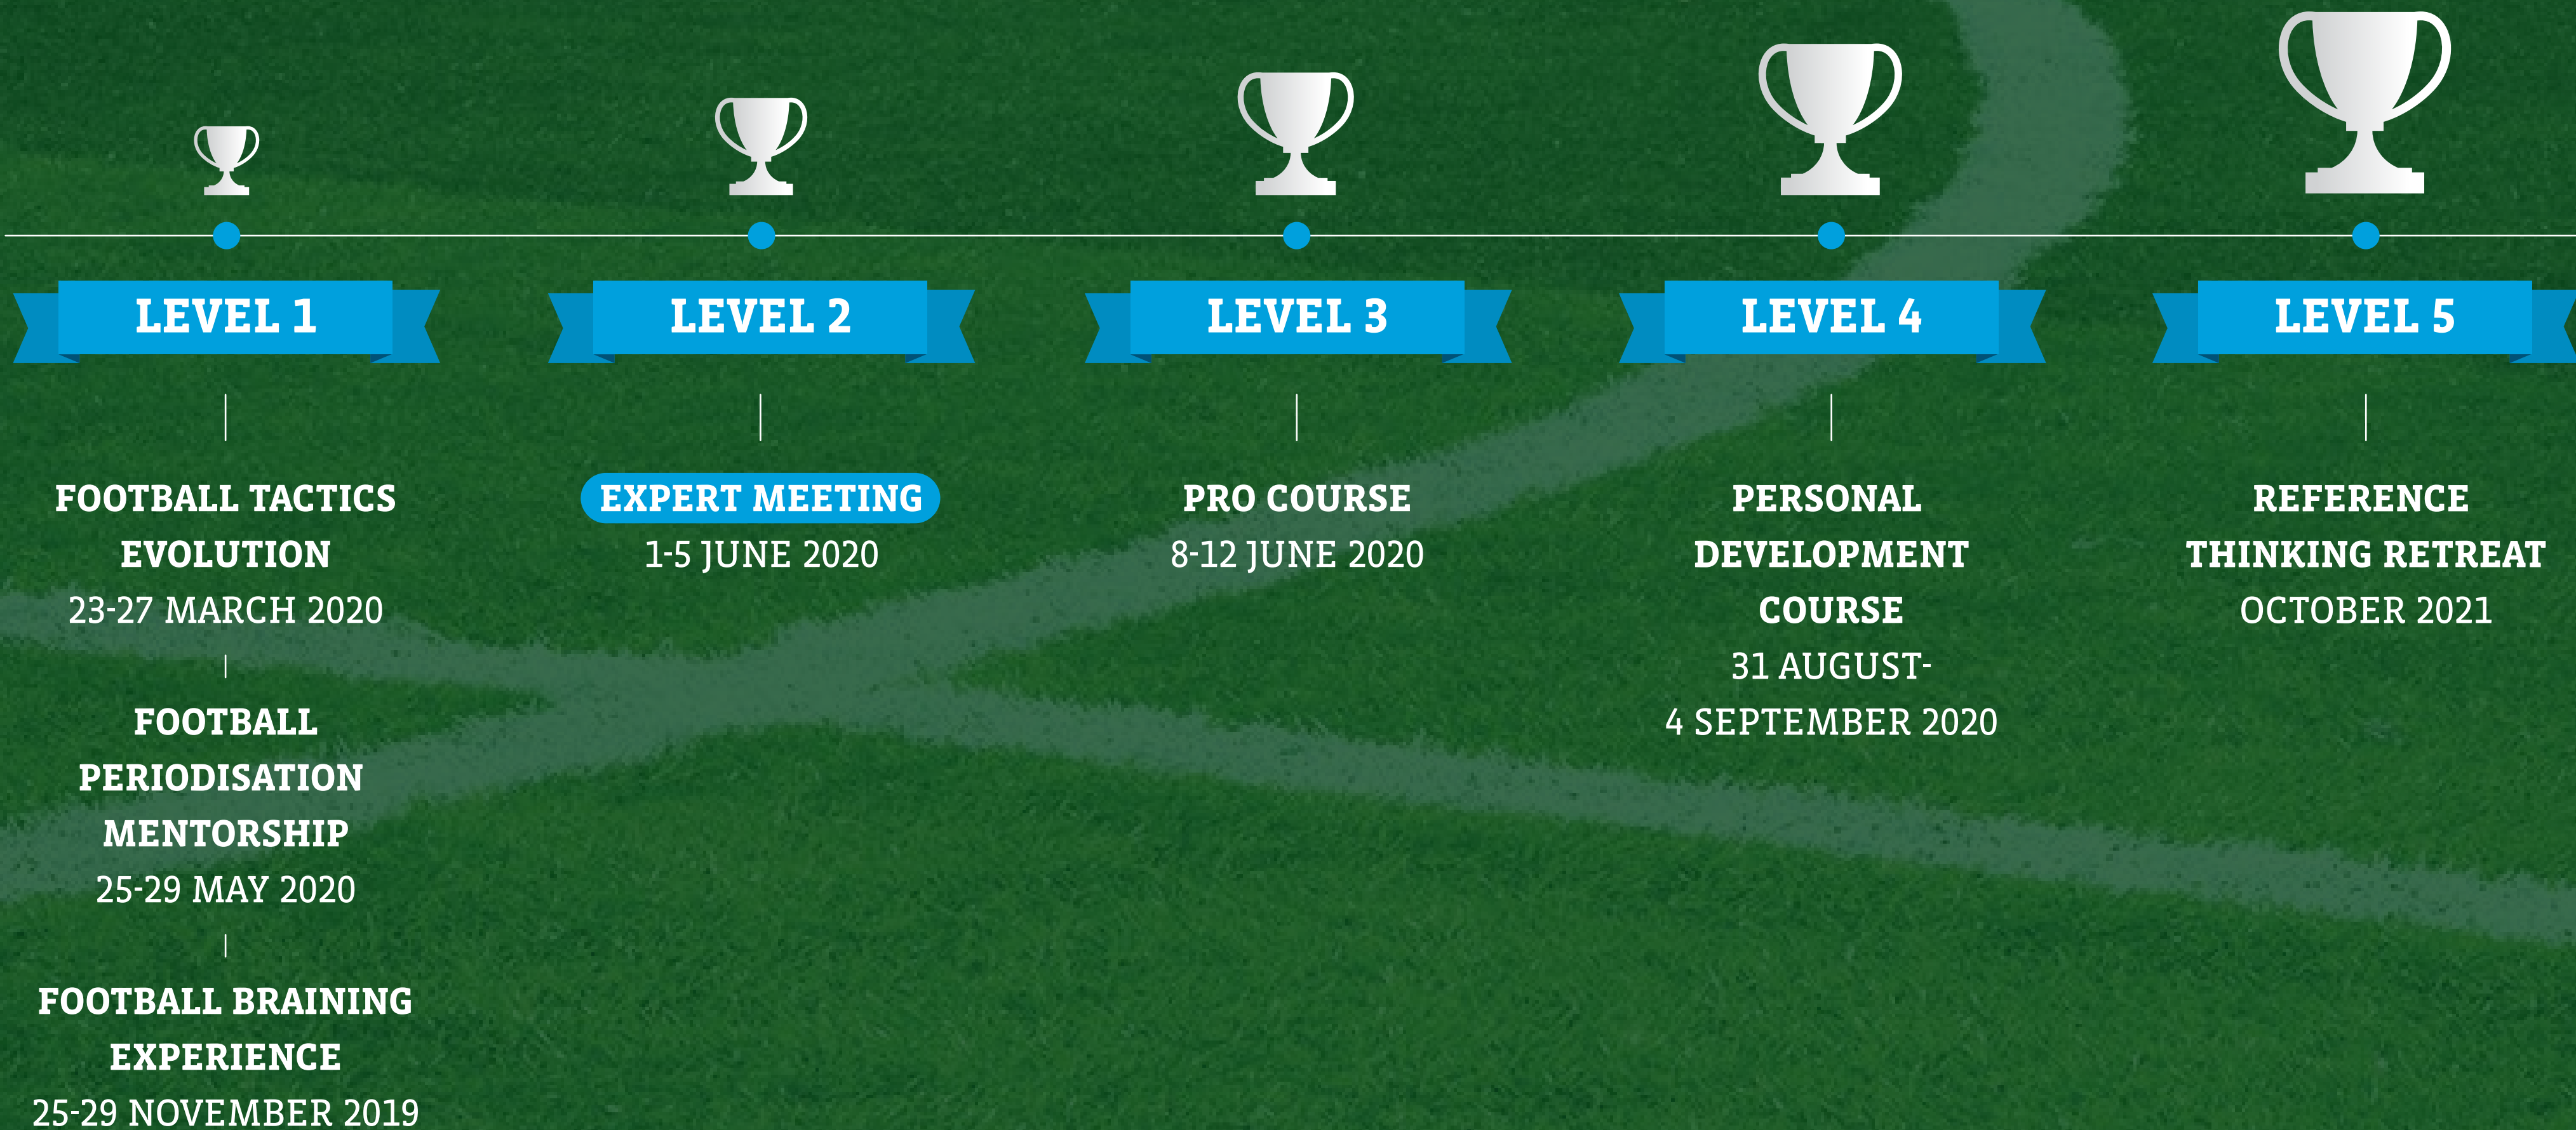 LEVEL 1
FOOTBALL TACTICS
EVOLUTION
23-27 MARCH 2020
FOOTBALL
PERIODISATION
MENTORSHIP
25-29 MAY 2020
FOOTBALL BRAINING
EXPERIENCE
25-29 NOVEMBER 2019
LEVEL 2
EXPERT MEETING
1-5 JUNE 2020
LEVEL 3
PRO COURSE
8-12 JUNE 2020
LEVEL 4
PERSONAL
DEVELOPMENT
COURSE
31 AUGUST-
4 SEPTEMBER 2020
LEVEL 5
REFERENCE
THINKING RETREAT
OCTOBER 2021